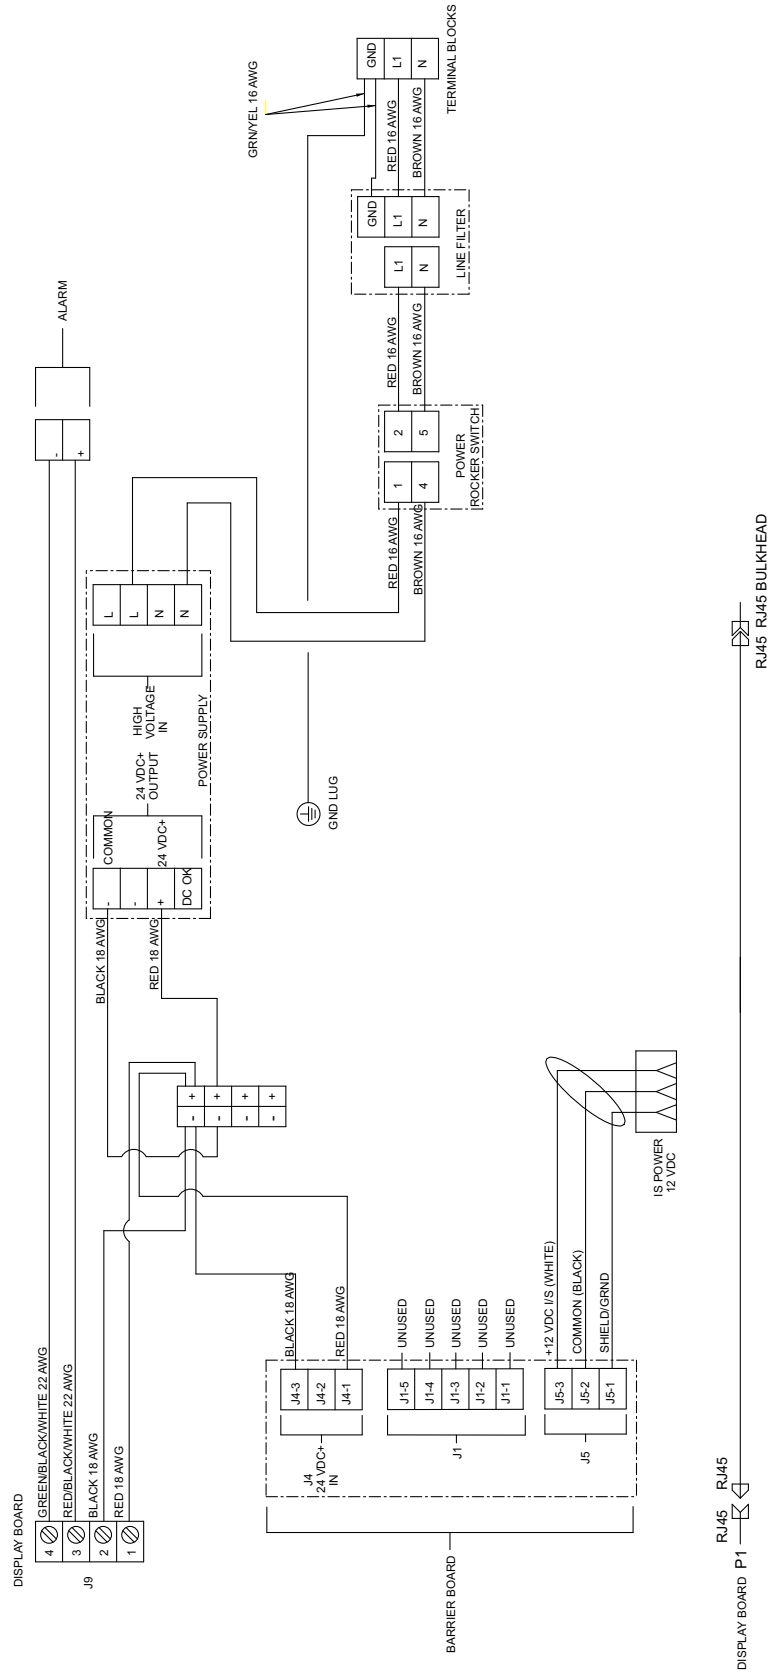 DISPLAY BOARD
J9
4
3
2
1
GREEN/BLACK/WHITE 22 AWG
RED/BLACK/WHITE 22 AWG
BLACK 18 AWG
RED 18 AWG
-
+
ALARM
BLACK 18 AWG
RED 18 AWG
-
-
+
DC OK
COMMON
24 VDC+
24 VDC+
OUTPUT
HIGH
VOLTAGE
IN
L
L
N
N
POWER SUPPLY
- +
- +
- +
- +
GND LUG
GRN/YEL 16 AWG
RED 16 AWG
BROWN 16 AWG
1
4
2
5
POWER
ROCKER SWITCH
RED 16 AWG
BROWN 16 AWG
L1
N
GND
L1
N
LINE FILTER
RED 16 AWG
BROWN 16 AWG
GND
L1
N
TERMINAL BLOCKS
BARRIER BOARD
J4
24 VDC+
IN
J4-3
J4-2
J4-1
BLACK 18 AWG
RED 18 AWG
J1
J1-5
J1-4
J1-3
J1-2
J1-1
UNUSED
UNUSED
UNUSED
UNUSED
UNUSED
J5
J5-3
J5-2
J5-1
+12 VDC I/S (WHITE)
COMMON (BLACK)
SHIELD/GRND
IS POWER
12 VDC
DISPLAY BOARD P1
RJ45
RJ45
RJ45
RJ45 BULKHEAD